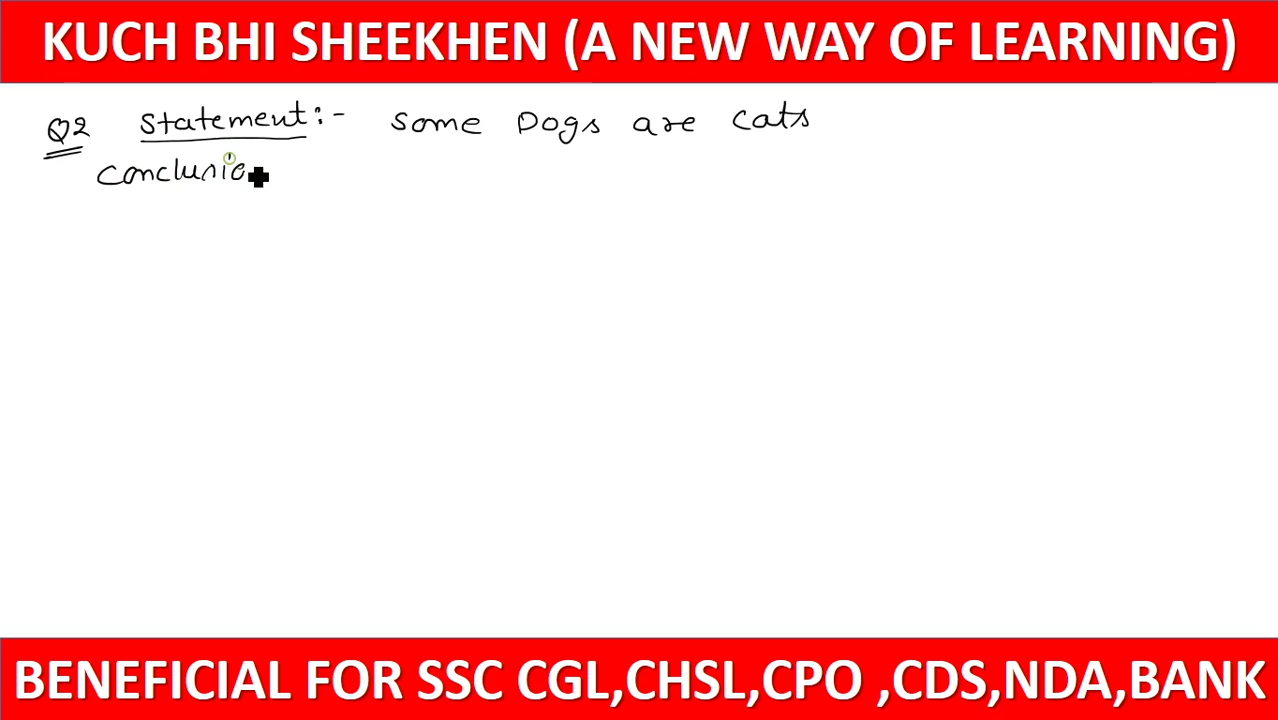 KUCH BHI SHEEKHEN (A NEW WAY OF LEARNING)
Q2 Statement:- Some Dogs are cats
Conclusio
BENEFICIAL FOR SSC CGL,CHSL,CPO ,CDS,NDA,BANK